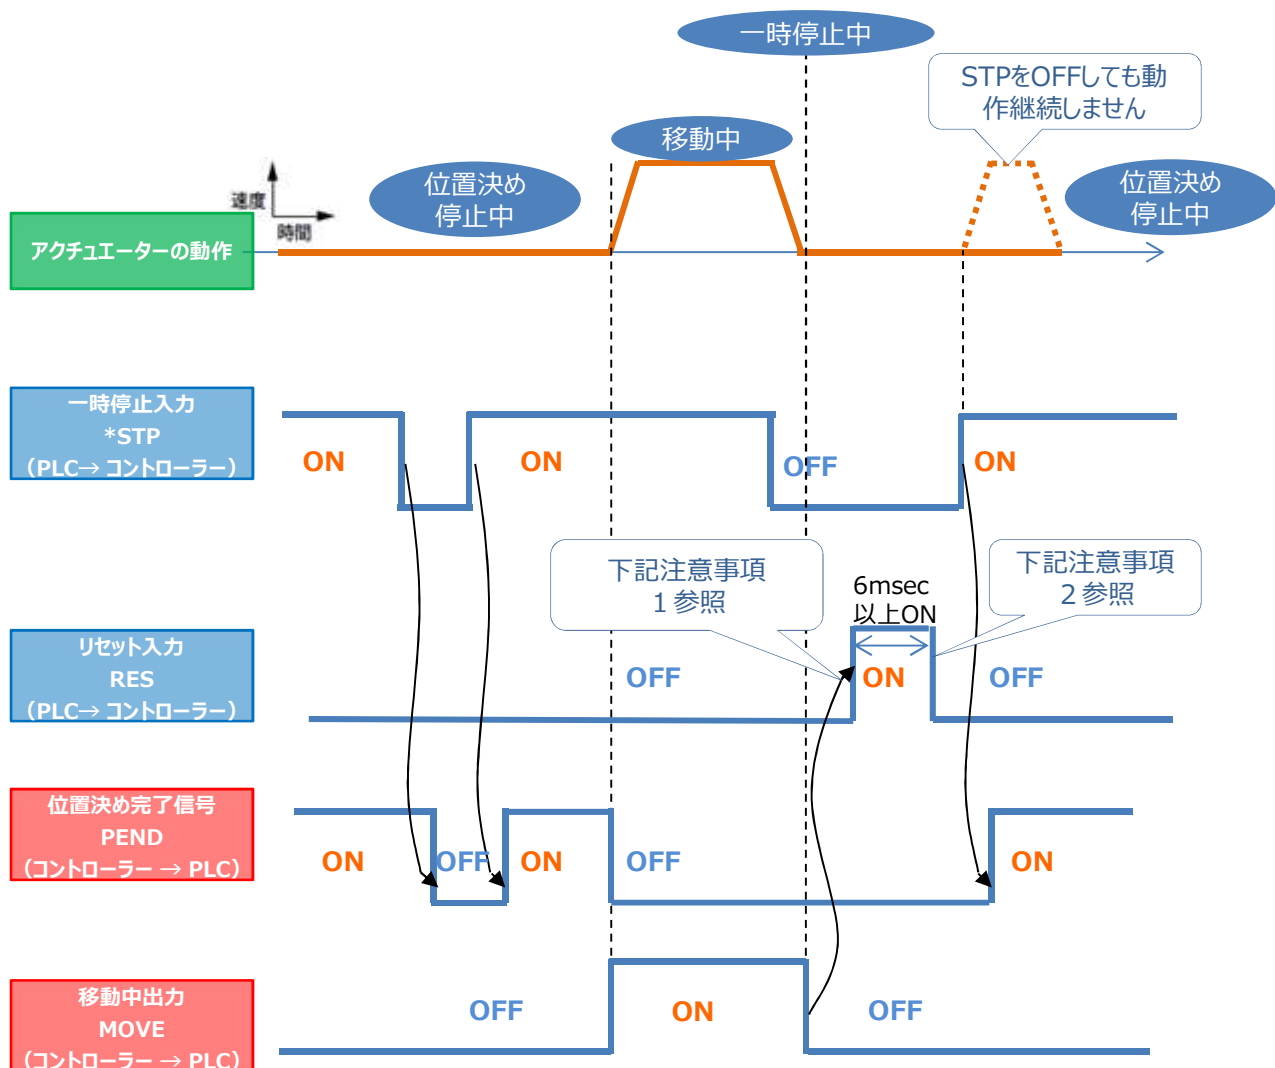 一時停止中
STPをOFFしても動
作継続しません
移動中
位置決め
停止中
位置決め
停止中
速度
時間
アクチュエーターの動作
一時停止入力
*STP
（PLC→ コントローラー）
ON
ON
OFF
ON
下記注意事項
１参照
6msec
以上ON
下記注意事項
２参照
リセット入力
RES
（PLC→ コントローラー）
OFF
ON
OFF
位置決め完了信号
PEND
（コントローラー → PLC）
ON
OFF
ON
OFF
ON
移動中出力
MOVE
（コントローラー → PLC）
OFF
ON
OFF